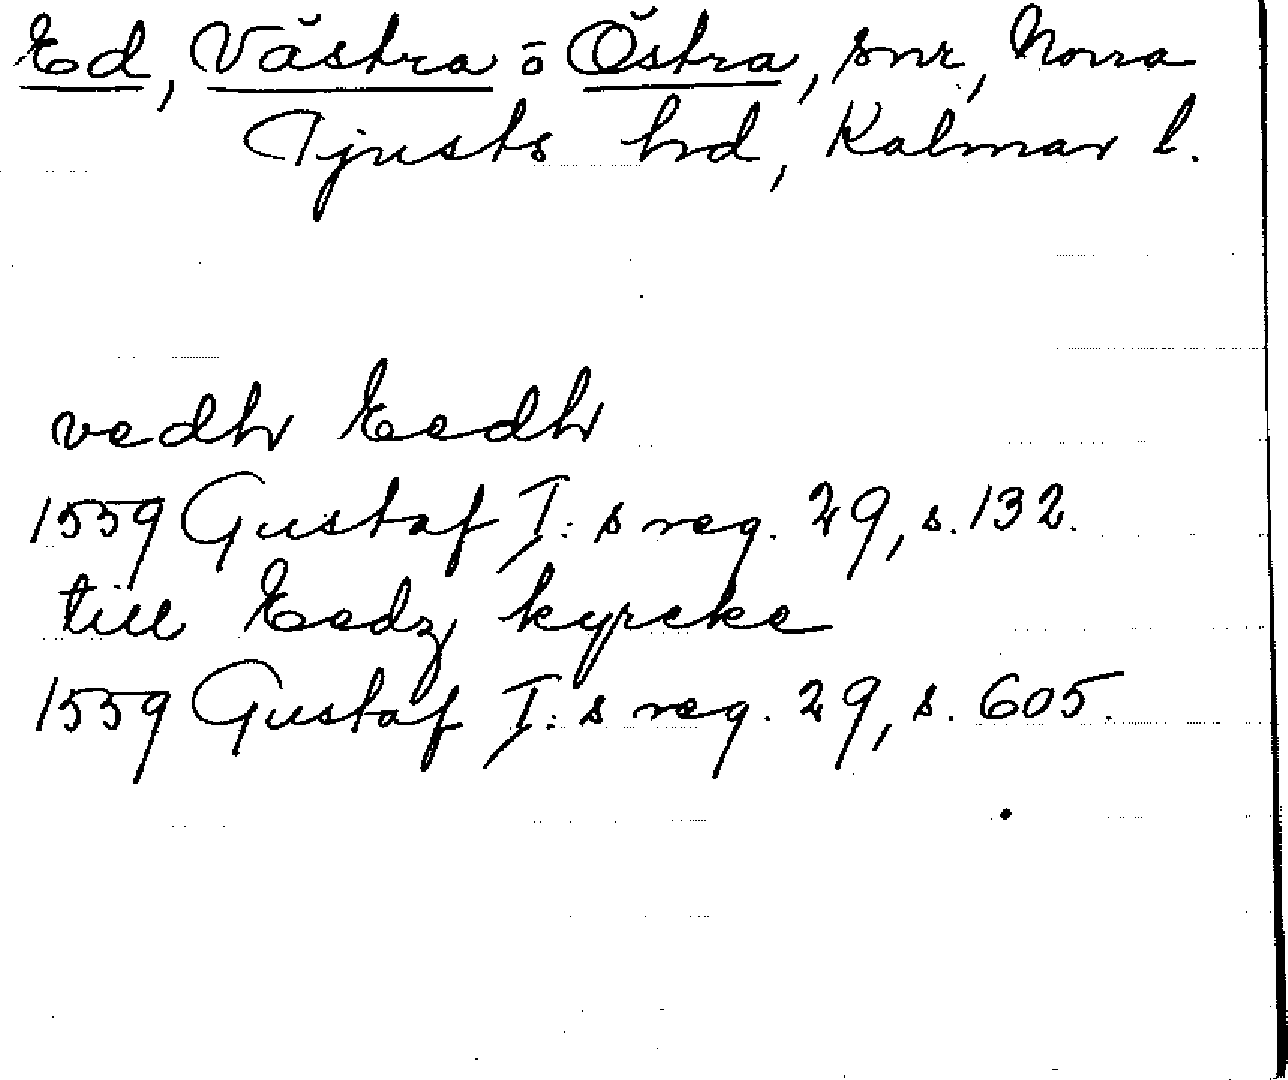 Ed, Västra o Östra, snr, Norra
Tjusts hrd, Kalmar l.
vedh Eedh
1559 Gustaf I:s reg. 29, s. 132.
till Eedz kyrcke
1559 Gustaf I:s reg. 29, s. 605.